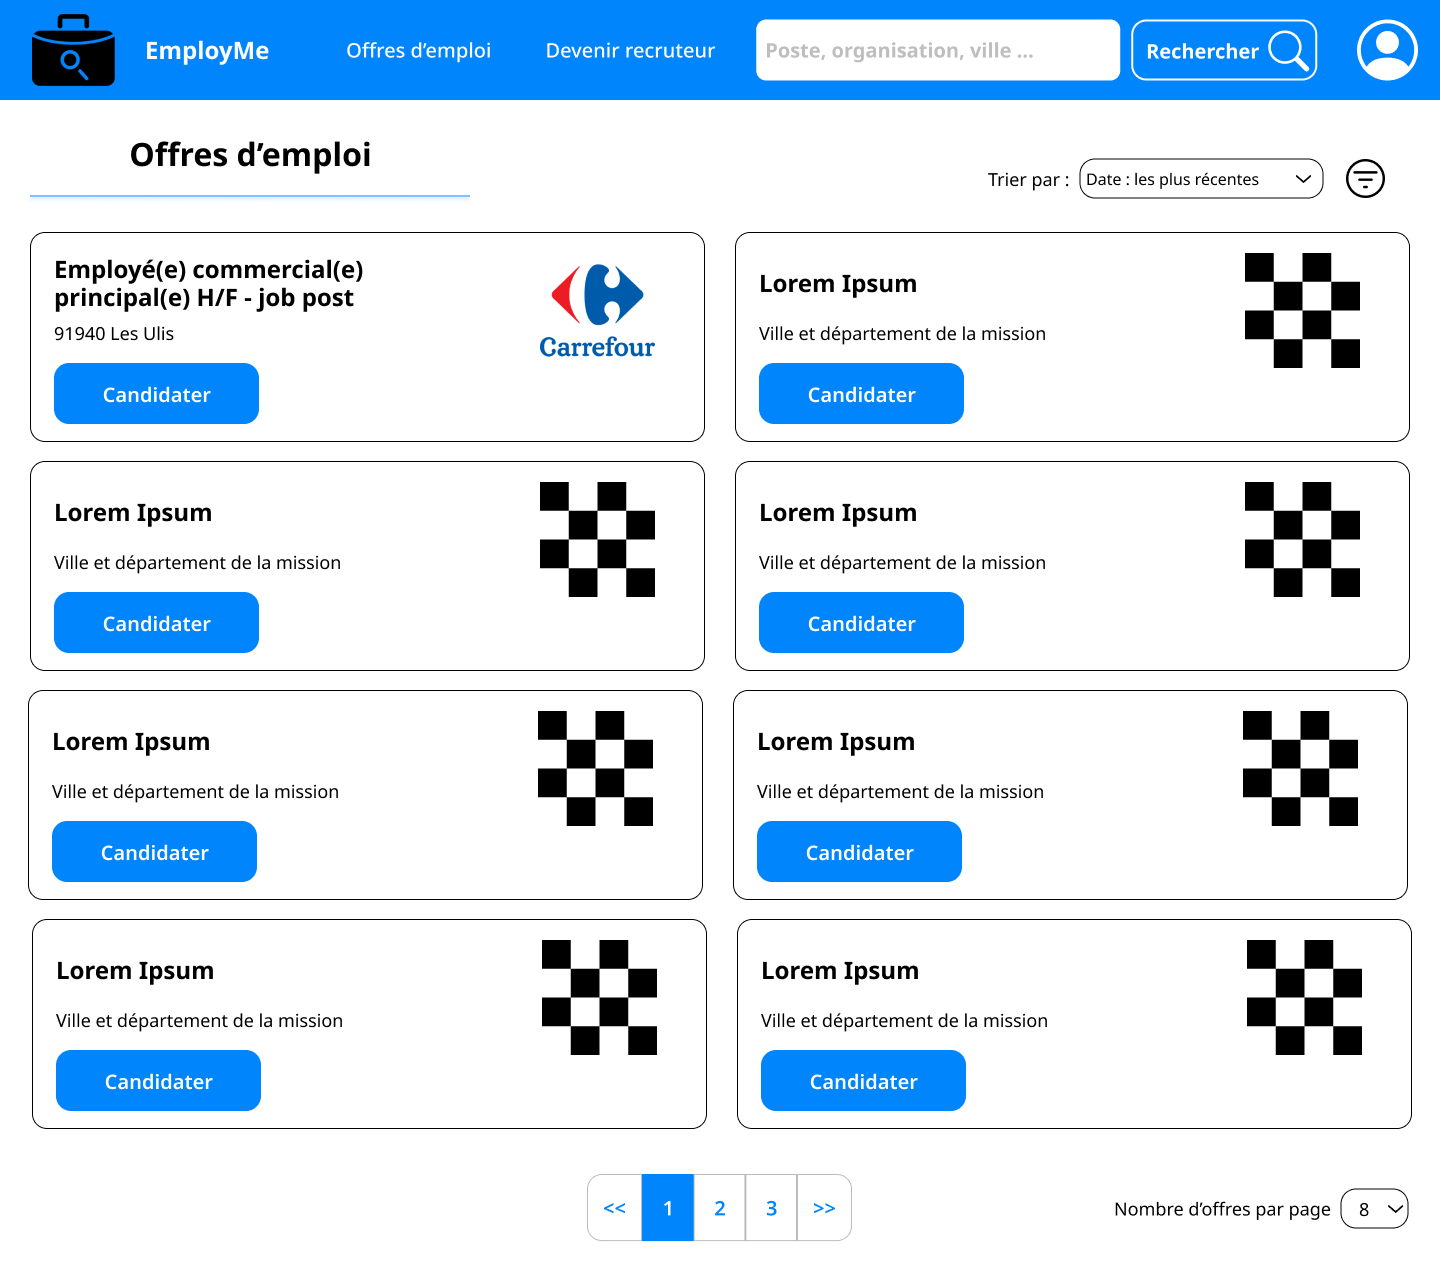 EmployMe
Offres d’emploi
Devenir recruteur
Poste, organisation, ville ...
Rechercher
Offres d’emploi
Trier par :
Date : les plus récentes
Employé(e) commercial(e)
principal(e) H/F - job post
91940 Les Ulis
Candidater
Carrefour
Lorem Ipsum
Ville et département de la mission
Candidater
Lorem Ipsum
Ville et département de la mission
Candidater
Lorem Ipsum
Ville et département de la mission
Candidater
Lorem Ipsum
Ville et département de la mission
Candidater
Lorem Ipsum
Ville et département de la mission
Candidater
Lorem Ipsum
Ville et département de la mission
Candidater
Lorem Ipsum
Ville et département de la mission
Candidater
<< 1 2 3 >>
Nombre d’offres par page
8